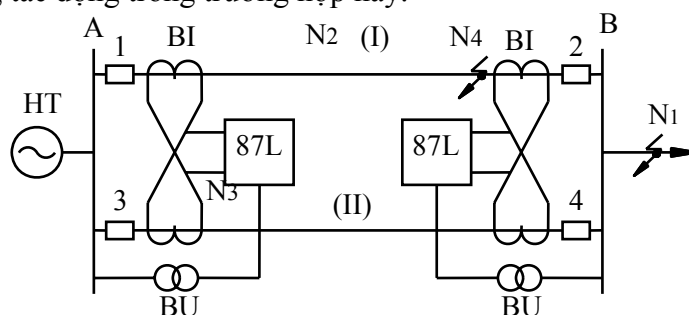 tác dụng trong trường hợp này.
A
1
BI
N2
(I)
N4
BI
2
B
HT
87L
87L
N1
3
N3
(II)
4
BU
BU